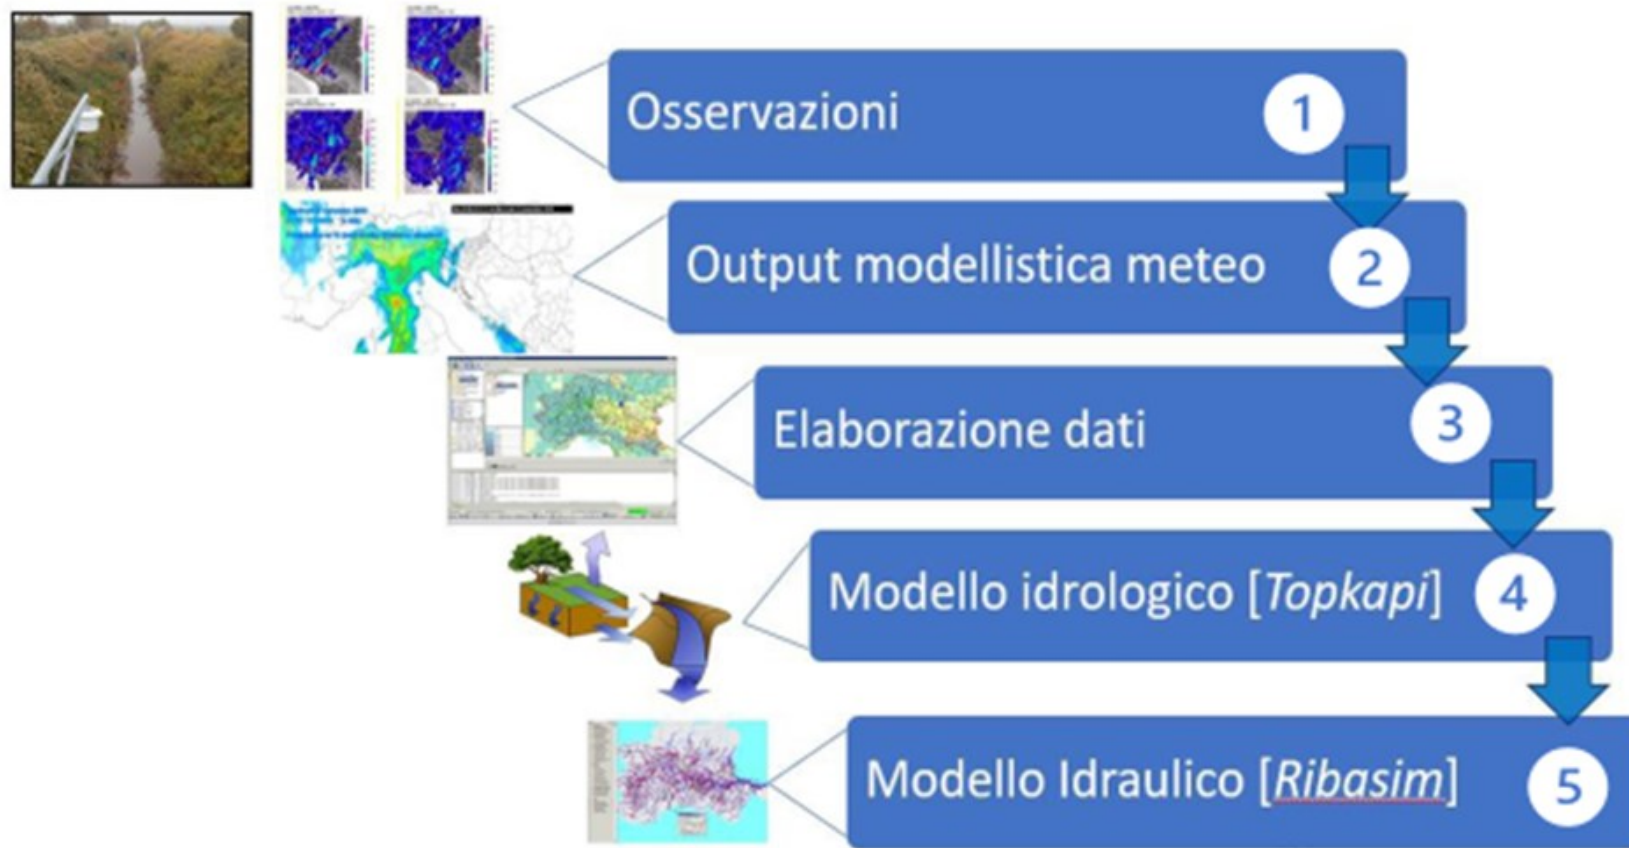 Osservazioni
1
Output modellistica meteo
2
Elaborazione dati
3
Modello idrologico [Topkapi]
4
Modello Idraulico [Ribasim]
5